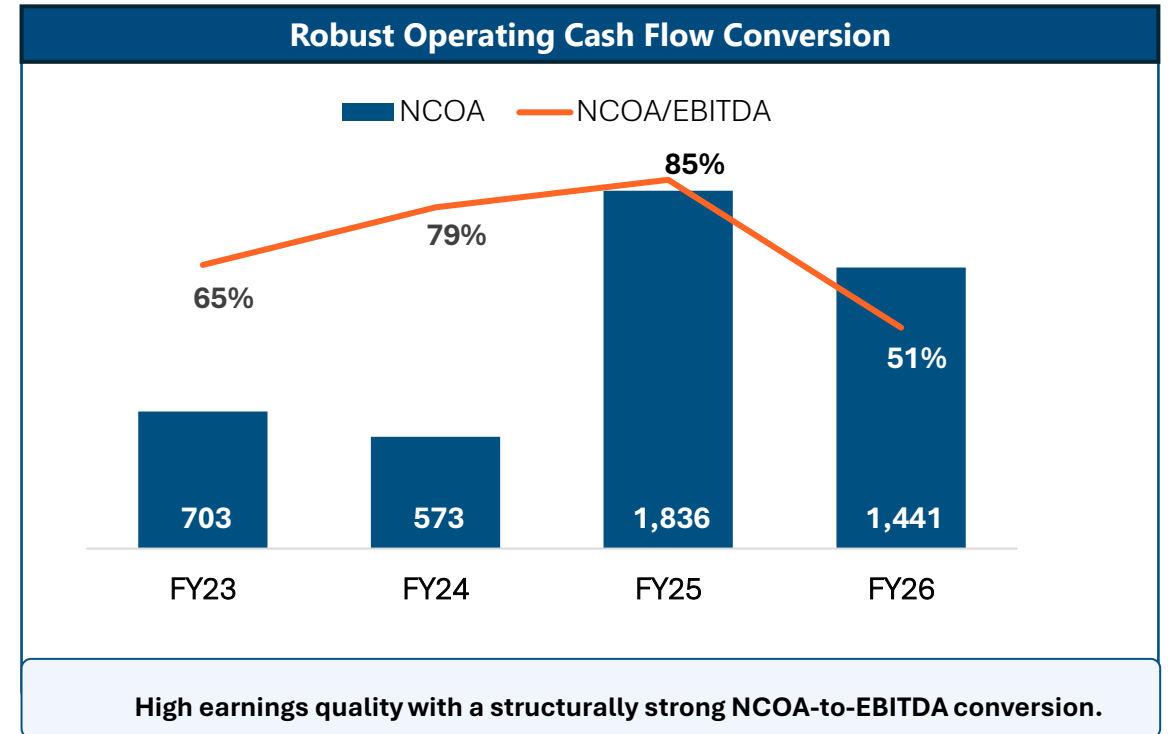 Robust Operating Cash Flow Conversion
NCOA NCOA/EBITDA
85%
79%
65%
51%
703 573 1,836 1,441
FY23 FY24 FY25 FY26
High earnings quality with a structurally strong NCOA-to-EBITDA conversion.